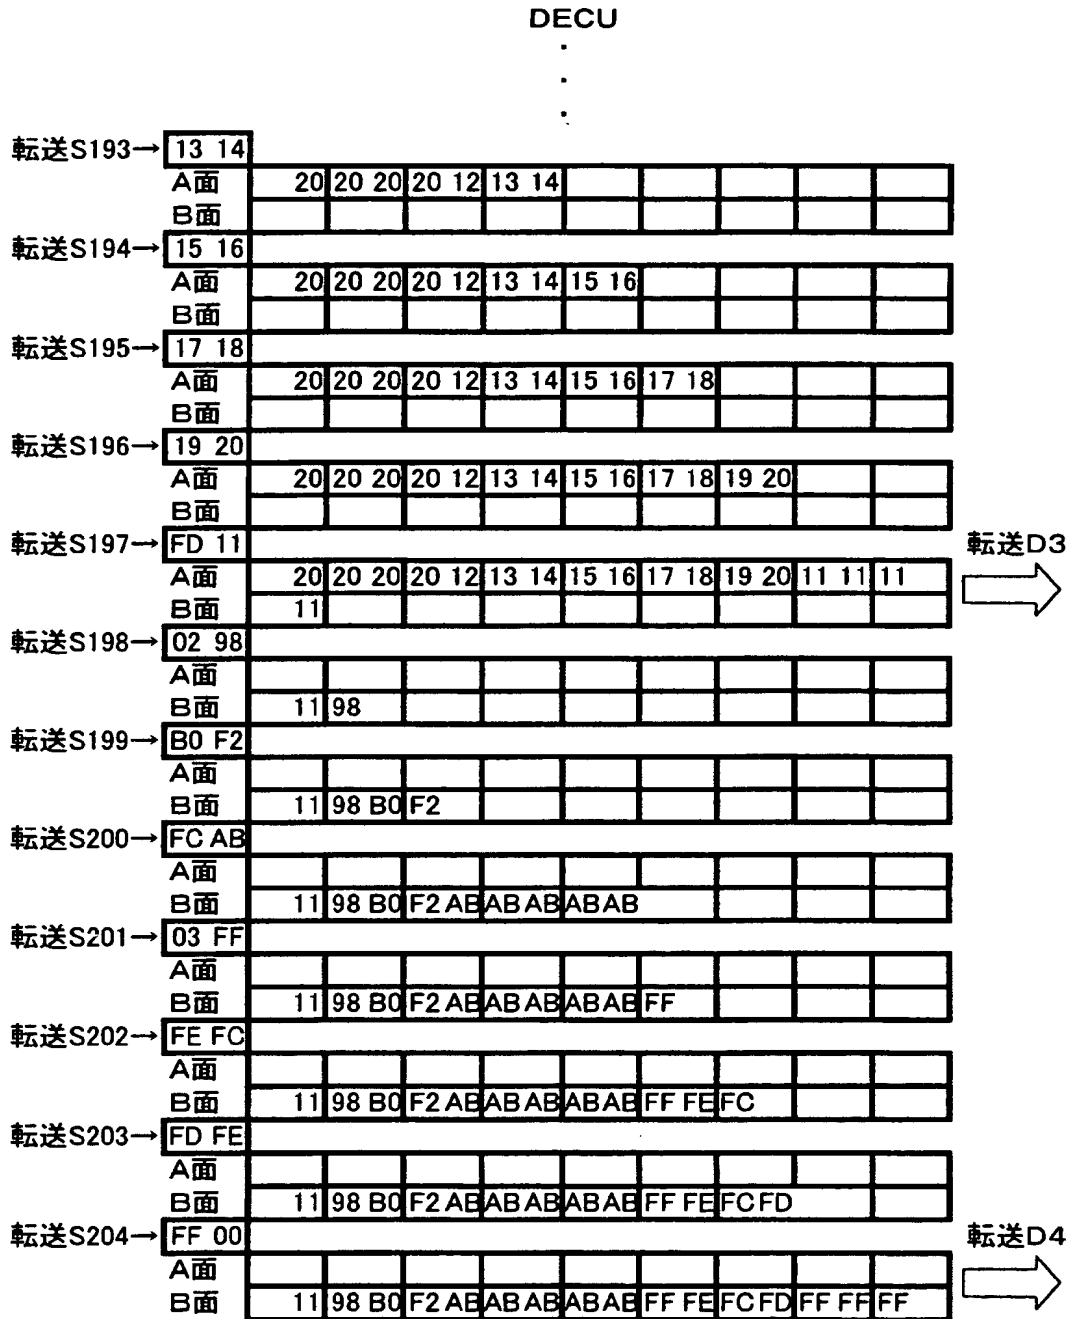 DECU
転送S193→ 13 14
A面 20 20 20 20 12 13 14
B面
転送S194→ 15 16
A面 20 20 20 20 12 13 14 15 16
B面
転送S195→ 17 18
A面 20 20 20 20 12 13 14 15 16 17 18
B面
転送S196→ 19 20
A面 20 20 20 20 12 13 14 15 16 17 18 19 20
B面
転送S197→ FD 11 転送D3
A面 20 20 20 20 12 13 14 15 16 17 18 19 20 11 11 11
B面 11
転送S198→ 02 98
A面
B面 11 98
転送S199→ B0 F2
A面
B面 11 98 B0 F2
転送S200→ FC AB
A面
B面 11 98 B0 F2 AB AB AB AB AB
転送S201→ 03 FF
A面
B面 11 98 B0 F2 AB AB AB AB AB FF
転送S202→ FE FC
A面
B面 11 98 B0 F2 AB AB AB AB AB FF FE FC
転送S203→ FD FE
A面
B面 11 98 B0 F2 AB AB AB AB AB FF FE FC FD
転送S204→ FF 00 転送D4
A面
B面 11 98 B0 F2 AB AB AB AB AB FF FE FC FD FF FF FF